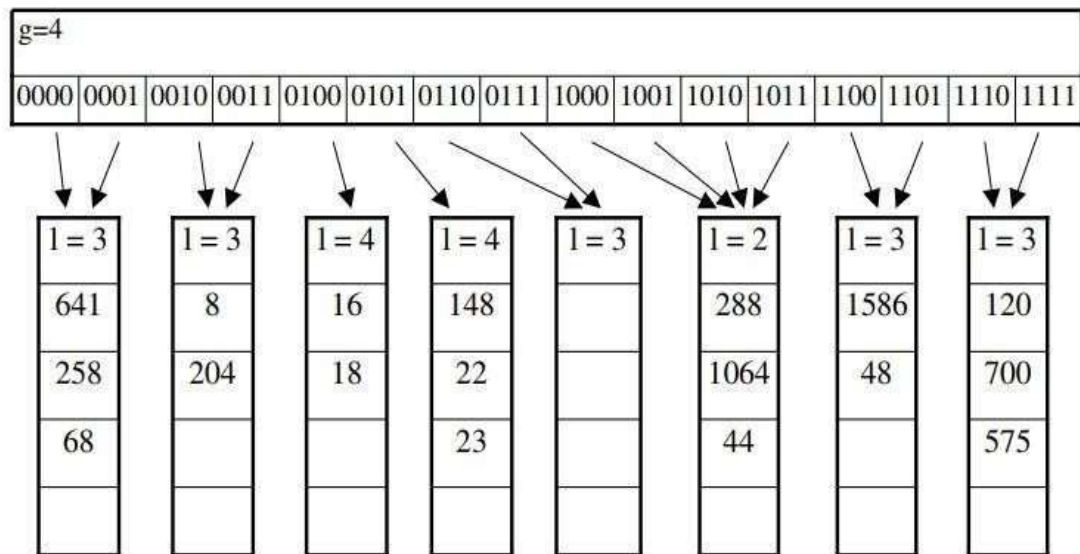 g=4
0000 0001 0010 0011 0100 0101 0110 0111 1000 1001 1010 1011 1100 1101 1110 1111
l = 3 l = 3 l = 4 l = 4 l = 3 l = 2 l = 3 l = 3
641 8 16 148 288 1586 120
258 204 18 22 1064 48 700
68 23 44 575